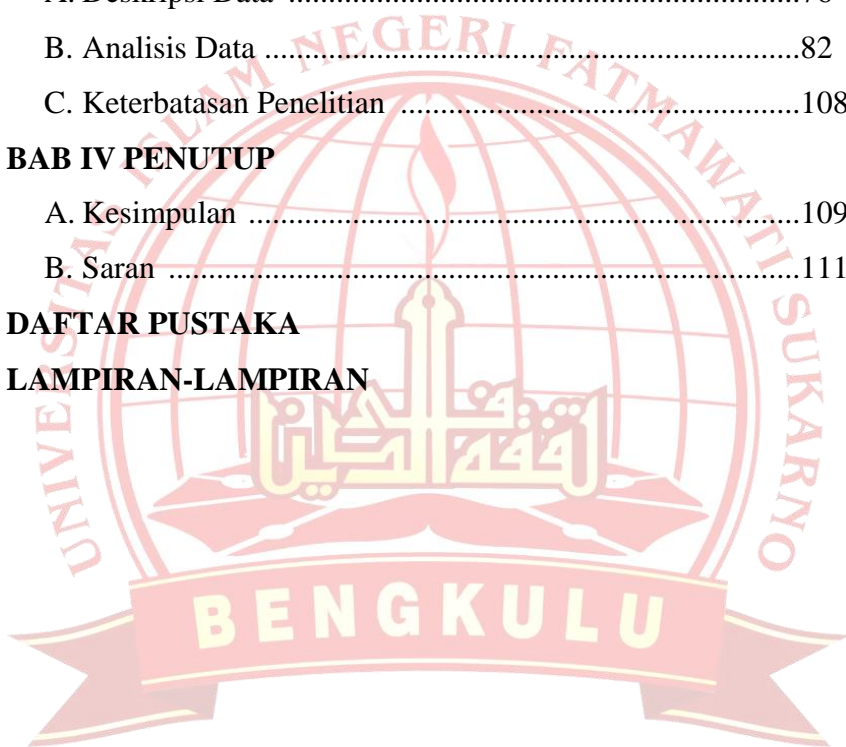 B. Analisis Data ....................................................................82
C. Keterbatasan Penelitian ..................................................108
BAB IV PENUTUP
A. Kesimpulan .....................................................................109
B. Saran ...............................................................................111
DAFTAR PUSTAKA
LAMPIRAN-LAMPIRAN
UNIVERSITAS ISLAM NEGERI FATMAWATI SUKARNO
BENGKULU